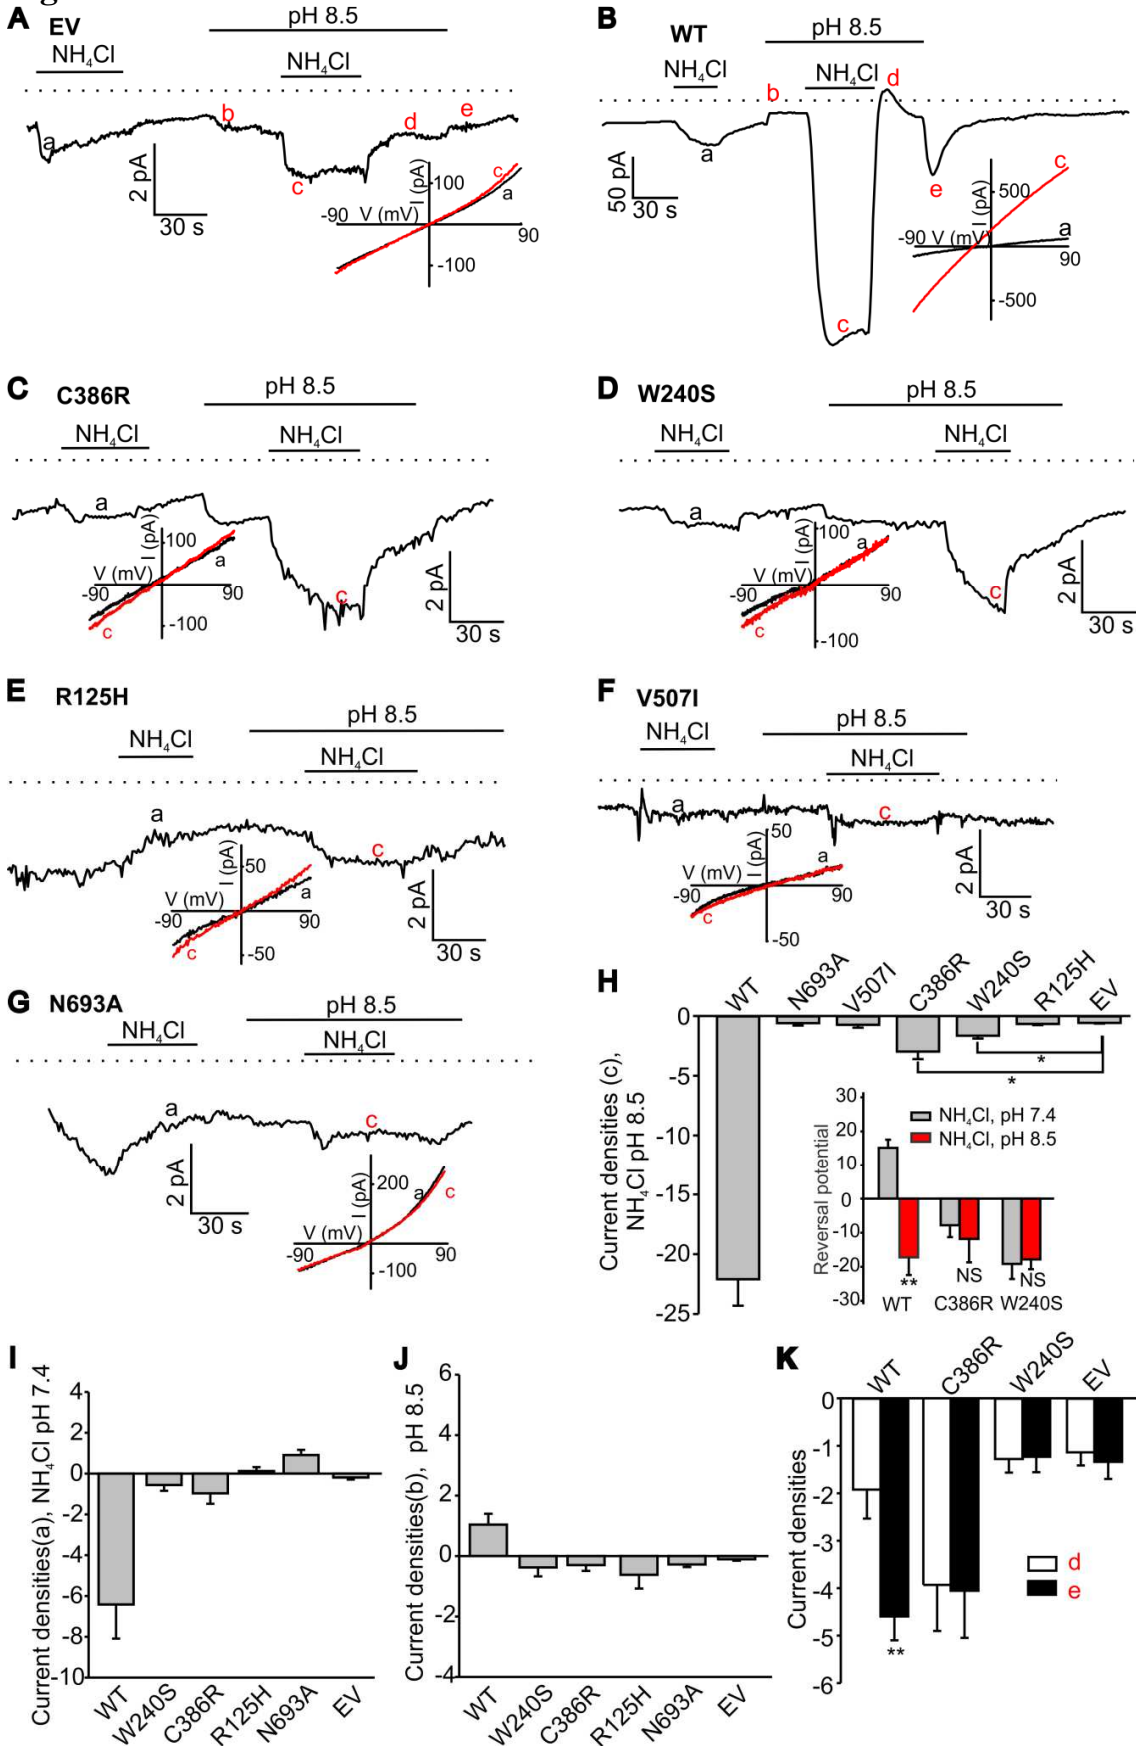 A EV
pH 8.5
NH4Cl
NH4Cl
a
b
c
d
e
2 pA
30 s
I (pA)
100
c
a
-90 V (mV)
90
-100
B WT
pH 8.5
NH4Cl
NH4Cl
a
b
c
d
e
50 pA
30 s
I (pA)
500
c
a
-90 V (mV)
90
-500
C C386R
pH 8.5
NH4Cl
NH4Cl
a
c
I (pA)
100
a
V (mV)
-90
90
c
-100
2 pA
30 s
D W240S
pH 8.5
NH4Cl
NH4Cl
a
c
I (pA)
100
a
V (mV)
-90
90
c
-100
2 pA
30 s
E R125H
pH 8.5
NH4Cl
NH4Cl
a
c
I (pA)
50
a
V (mV)
-90
90
c
-50
2 pA
30 s
F V507I
pH 8.5
NH4Cl
NH4Cl
a
c
I (pA)
50
a
V (mV)
-90
90
c
-50
2 pA
30 s
G N693A
pH 8.5
NH4Cl
NH4Cl
a
c
2 pA
30 s
I (pA)
200
a
c
V (mV)
-90
90
-100
H
WT N693A V507I C386R W240S R125H EV
Current densities (c),
NH4Cl pH 8.5
0
-5
-10
-15
-20
-25
*
*
Reversal potential
30
20
10
0
-10
-20
-30
NH4Cl, pH 7.4
NH4Cl, pH 8.5
**
NS
NS
WT C386R W240S
I
Current densities(a), NH4Cl pH 7.4
4
2
0
-2
-4
-6
-8
-10
WT W240S C386R R125H N693A EV
J
Current densities(b), pH 8.5
6
4
2
0
-2
-4
WT W240S C386R R125H N693A EV
K
WT C386R W240S EV
Current densities
0
-1
-2
-3
-4
-5
-6
**
d
e